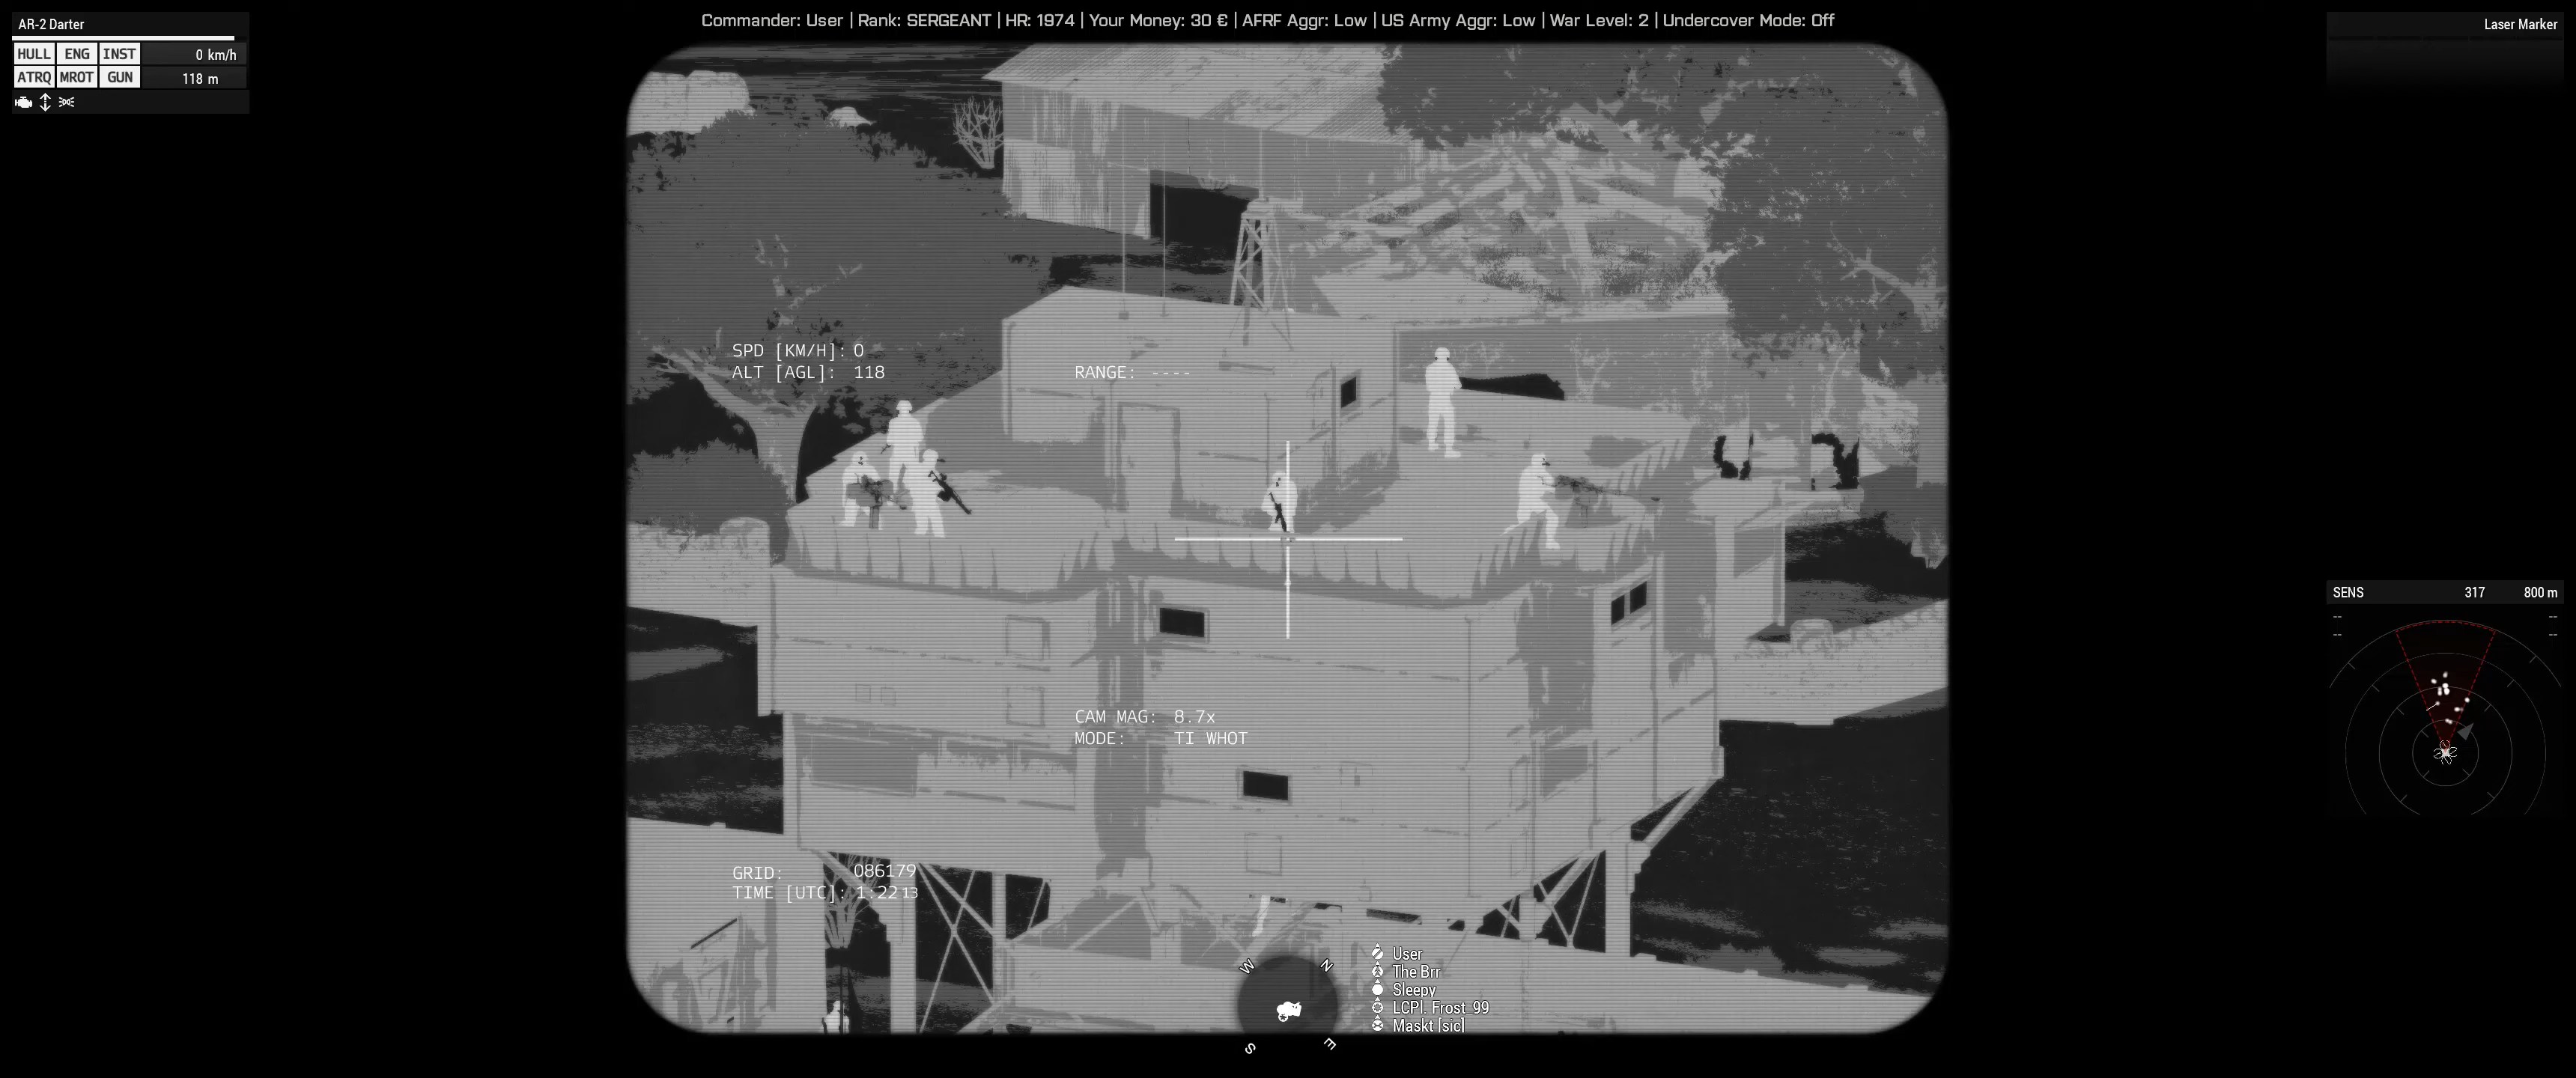 Commander: User | Rank: SERGEANT | HR: 1974 | Your Money: 30 € | AFRF Aggr: Low | US Army Aggr: Low | War Level: 2 | Undercover Mode: Off
AR-2 Darter
HULL ENG INST 0 km/h
ATRQ MROT GUN 118 m
Laser Marker
SPD [KM/H]: 0
ALT [AGL]: 118
RANGE: ----
SENS 317 800 m
-- --
-- --
CAM MAG: 8.7x
MODE: TI WHOT
GRID: 086179
TIME [UTC]: 1:22 13
W N
S E
User
The Brr
Sleepy
LCPl. Frost_99
Maskt [sic]